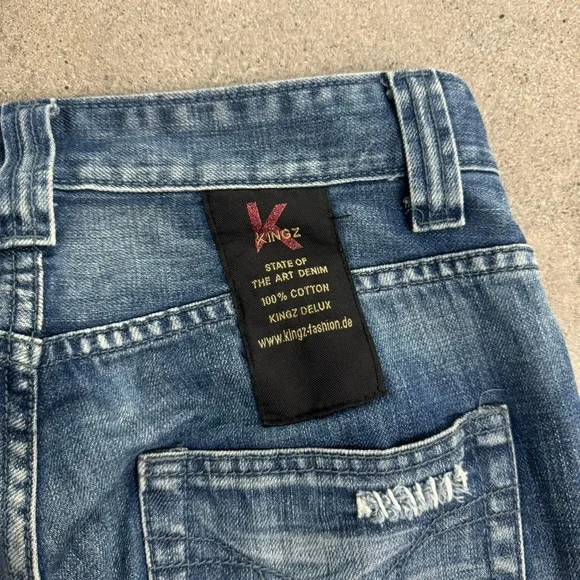 K
KINGZ
STATE OF
THE ART DENIM
100% COTTON
KINGZ DELUX
www.kingz-fashion.de